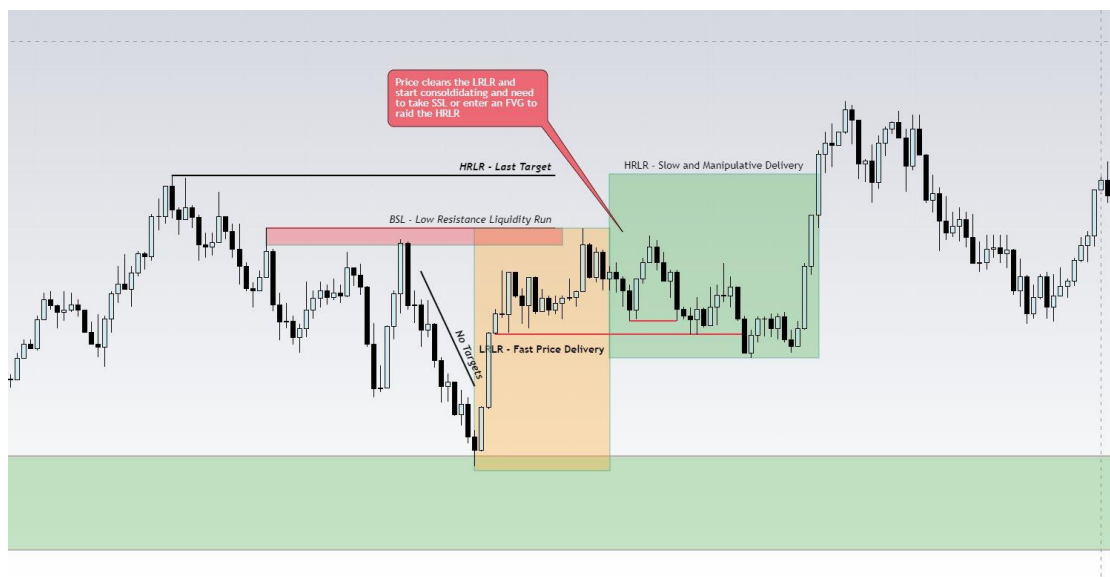 Price cleans the LRLR and
start consoldidating and need
to take SSL or enter an FVG to
raid the HRLR
HRLR - Last Target
HRLR - Slow and Manipulative Delivery
BSL - Low Resistance Liquidity Run
No Targets
LRLR - Fast Price Delivery